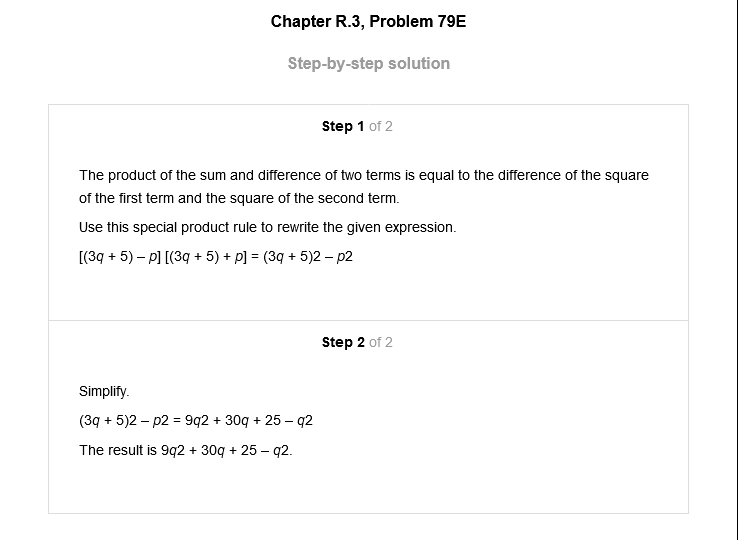 Chapter R.3, Problem 79E
Step-by-step solution
Step 1 of 2
The product of the sum and difference of two terms is equal to the difference of the square
of the first term and the square of the second term.
Use this special product rule to rewrite the given expression.
[(3q + 5) – p] [(3q + 5) + p] = (3q + 5)2 – p2
Step 2 of 2
Simplify.
(3q + 5)2 – p2 = 9q2 + 30q + 25 – q2
The result is 9q2 + 30q + 25 – q2.